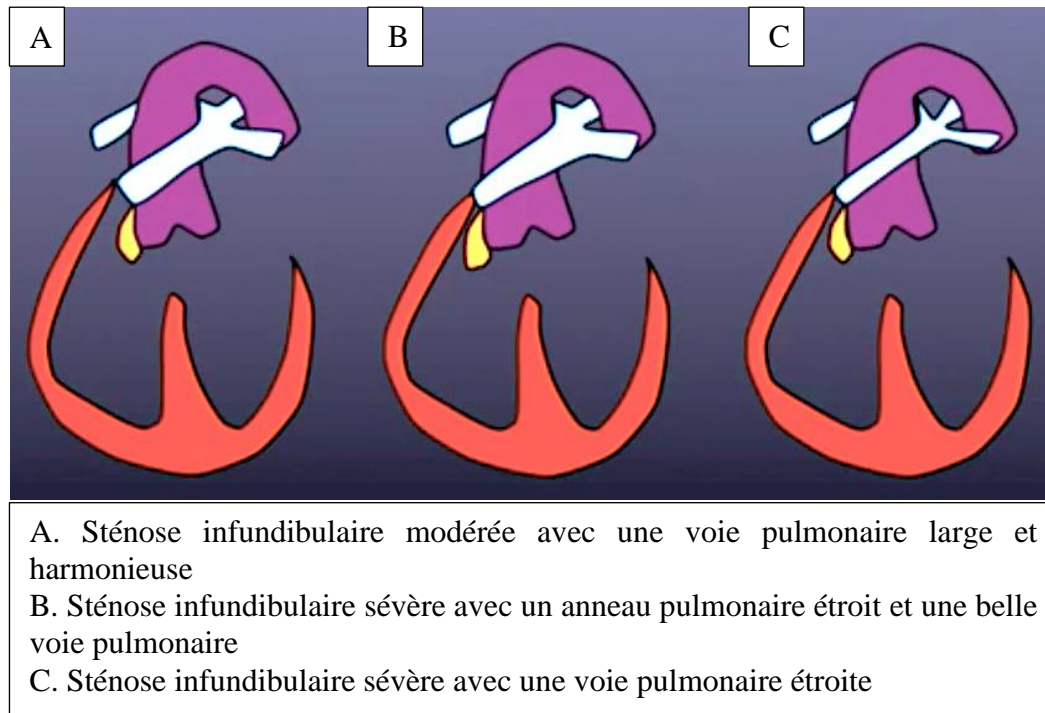 A
B
C
A. Sténose infundibulaire modérée avec une voie pulmonaire large et
harmonieuse
B. Sténose infundibulaire sévère avec un anneau pulmonaire étroit et une belle
voie pulmonaire
C. Sténose infundibulaire sévère avec une voie pulmonaire étroite